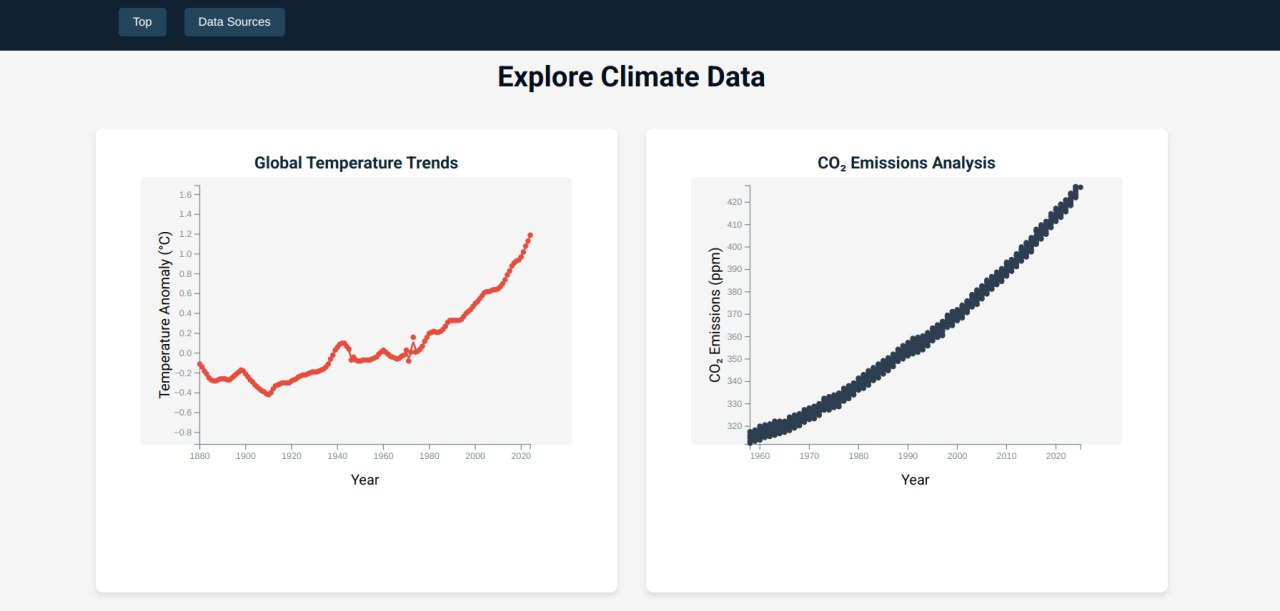 Top
Data Sources
Explore Climate Data
Global Temperature Trends
Temperature Anomaly (°C)
1.6
1.4
1.2
1.0
0.8
0.6
0.4
0.2
0.0
−0.2
−0.4
−0.6
−0.8
1880 1900 1920 1940 1960 1980 2000 2020
Year
CO₂ Emissions Analysis
CO₂ Emissions (ppm)
420
410
400
390
380
370
360
350
340
330
320
1960 1970 1980 1990 2000 2010 2020
Year